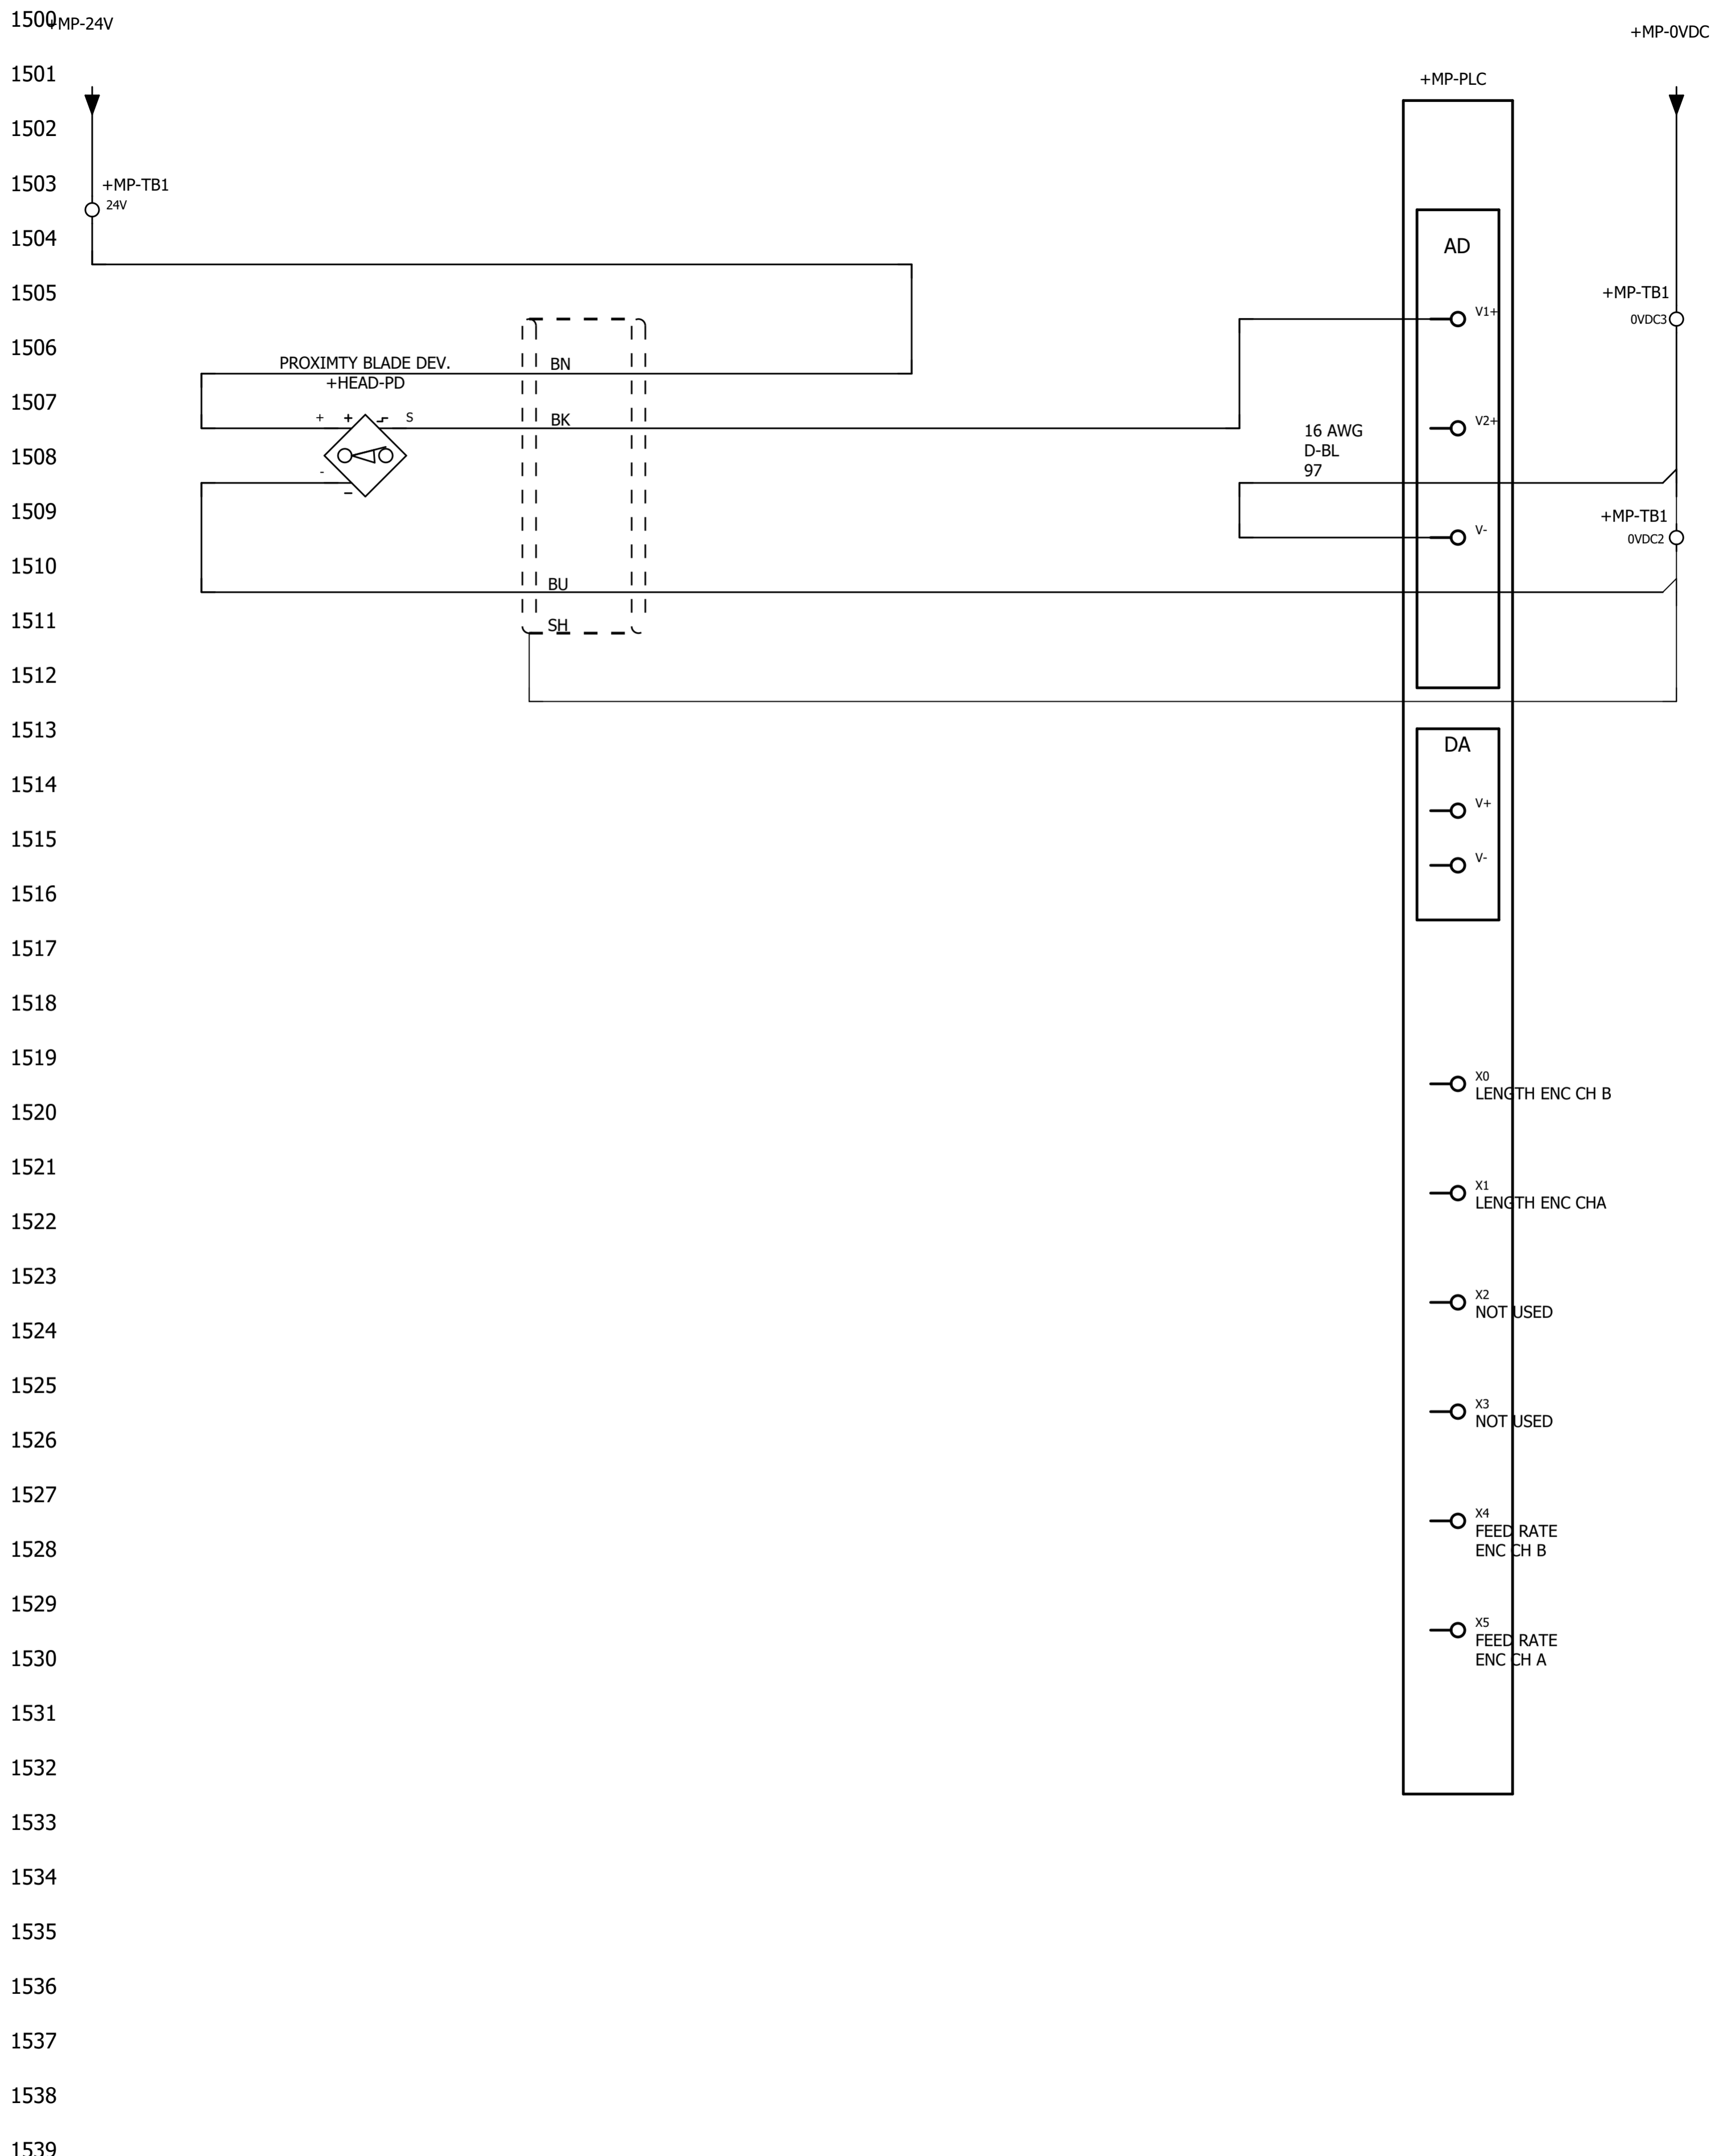 1500
+MP-24V
+MP-0VDC
1501
+MP-PLC
1502
1503
+MP-TB1
24V
1504
AD
1505
+MP-TB1
V1+
0VDC3
1506
PROXIMTY BLADE DEV.
BN
+HEAD-PD
1507
+
+
S
BK
V2+
16 AWG
D-BL
97
1508
-
–
1509
+MP-TB1
V-
0VDC2
1510
BU
1511
SH
1512
1513
DA
1514
V+
1515
V-
1516
1517
1518
1519
X0
LENGTH ENC CH B
1520
1521
X1
LENGTH ENC CHA
1522
1523
X2
NOT USED
1524
1525
X3
NOT USED
1526
1527
X4
FEED RATE
ENC CH B
1528
1529
X5
FEED RATE
ENC CH A
1530
1531
1532
1533
1534
1535
1536
1537
1538
1539